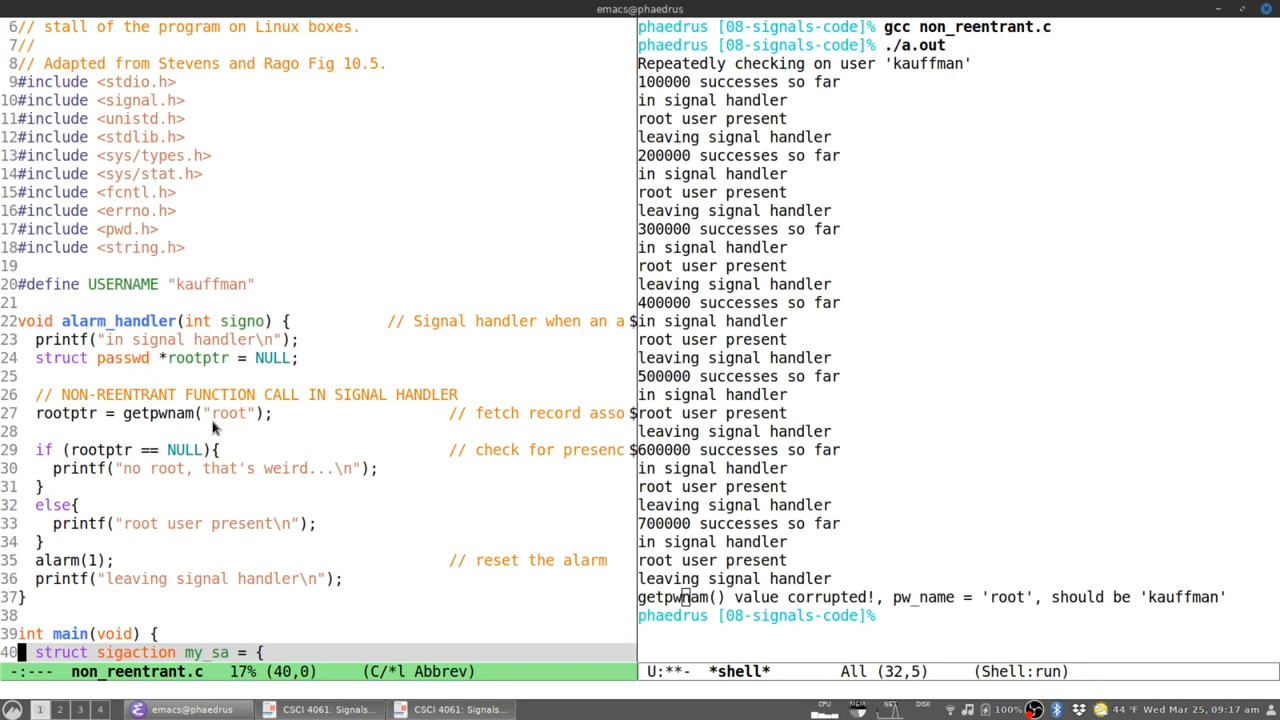 emacs@phaedrus
6// stall of the program on Linux boxes.
7//
8// Adapted from Stevens and Rago Fig 10.5.
9#include <stdio.h>
10#include <signal.h>
11#include <unistd.h>
12#include <stdlib.h>
13#include <sys/types.h>
14#include <sys/stat.h>
15#include <fcntl.h>
16#include <errno.h>
17#include <pwd.h>
18#include <string.h>
19
20#define USERNAME "kauffman"
21
22void alarm_handler(int signo) { // Signal handler when an a$
23 printf("in signal handler\n");
24 struct passwd *rootptr = NULL;
25
26 // NON-REENTRANT FUNCTION CALL IN SIGNAL HANDLER
27 rootptr = getpwnam("root"); // fetch record asso$
28
29 if (rootptr == NULL){ // check for presenc$
30 printf("no root, that's weird...\n");
31 }
32 else{
33 printf("root user present\n");
34 }
35 alarm(1); // reset the alarm
36 printf("leaving signal handler\n");
37}
38
39int main(void) {
40 struct sigaction my_sa = {
-:--- non_reentrant.c 17% (40,0) (C/*l Abbrev)
phaedrus [08-signals-code]% gcc non_reentrant.c
phaedrus [08-signals-code]% ./a.out
Repeatedly checking on user 'kauffman'
100000 successes so far
in signal handler
root user present
leaving signal handler
200000 successes so far
in signal handler
root user present
leaving signal handler
300000 successes so far
in signal handler
root user present
leaving signal handler
400000 successes so far
in signal handler
root user present
leaving signal handler
500000 successes so far
in signal handler
root user present
leaving signal handler
600000 successes so far
in signal handler
root user present
leaving signal handler
700000 successes so far
in signal handler
root user present
leaving signal handler
getpwnam() value corrupted!, pw_name = 'root', should be 'kauffman'
phaedrus [08-signals-code]%
U:**- *shell* All (32,5) (Shell:run)
1 2 3 4 emacs@phaedrus CSCI 4061: Signals... CSCI 4061: Signals... CPU MEM NET DISK 100% 44 °F Wed Mar 25, 09:17 am